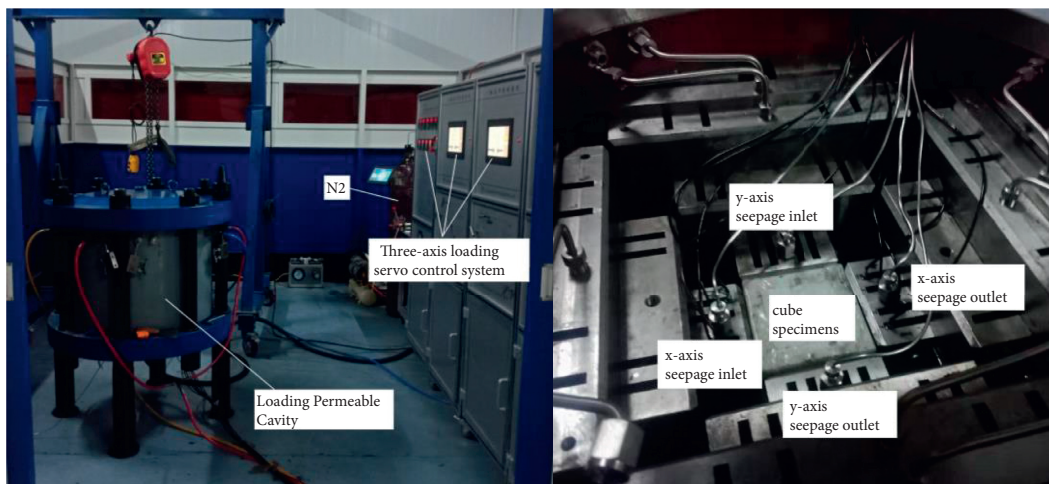 N2
Three-axis loading
servo control system
Loading Permeable
Cavity
y-axis
seepage inlet
x-axis
seepage outlet
cube
specimens
x-axis
seepage inlet
y-axis
seepage outlet